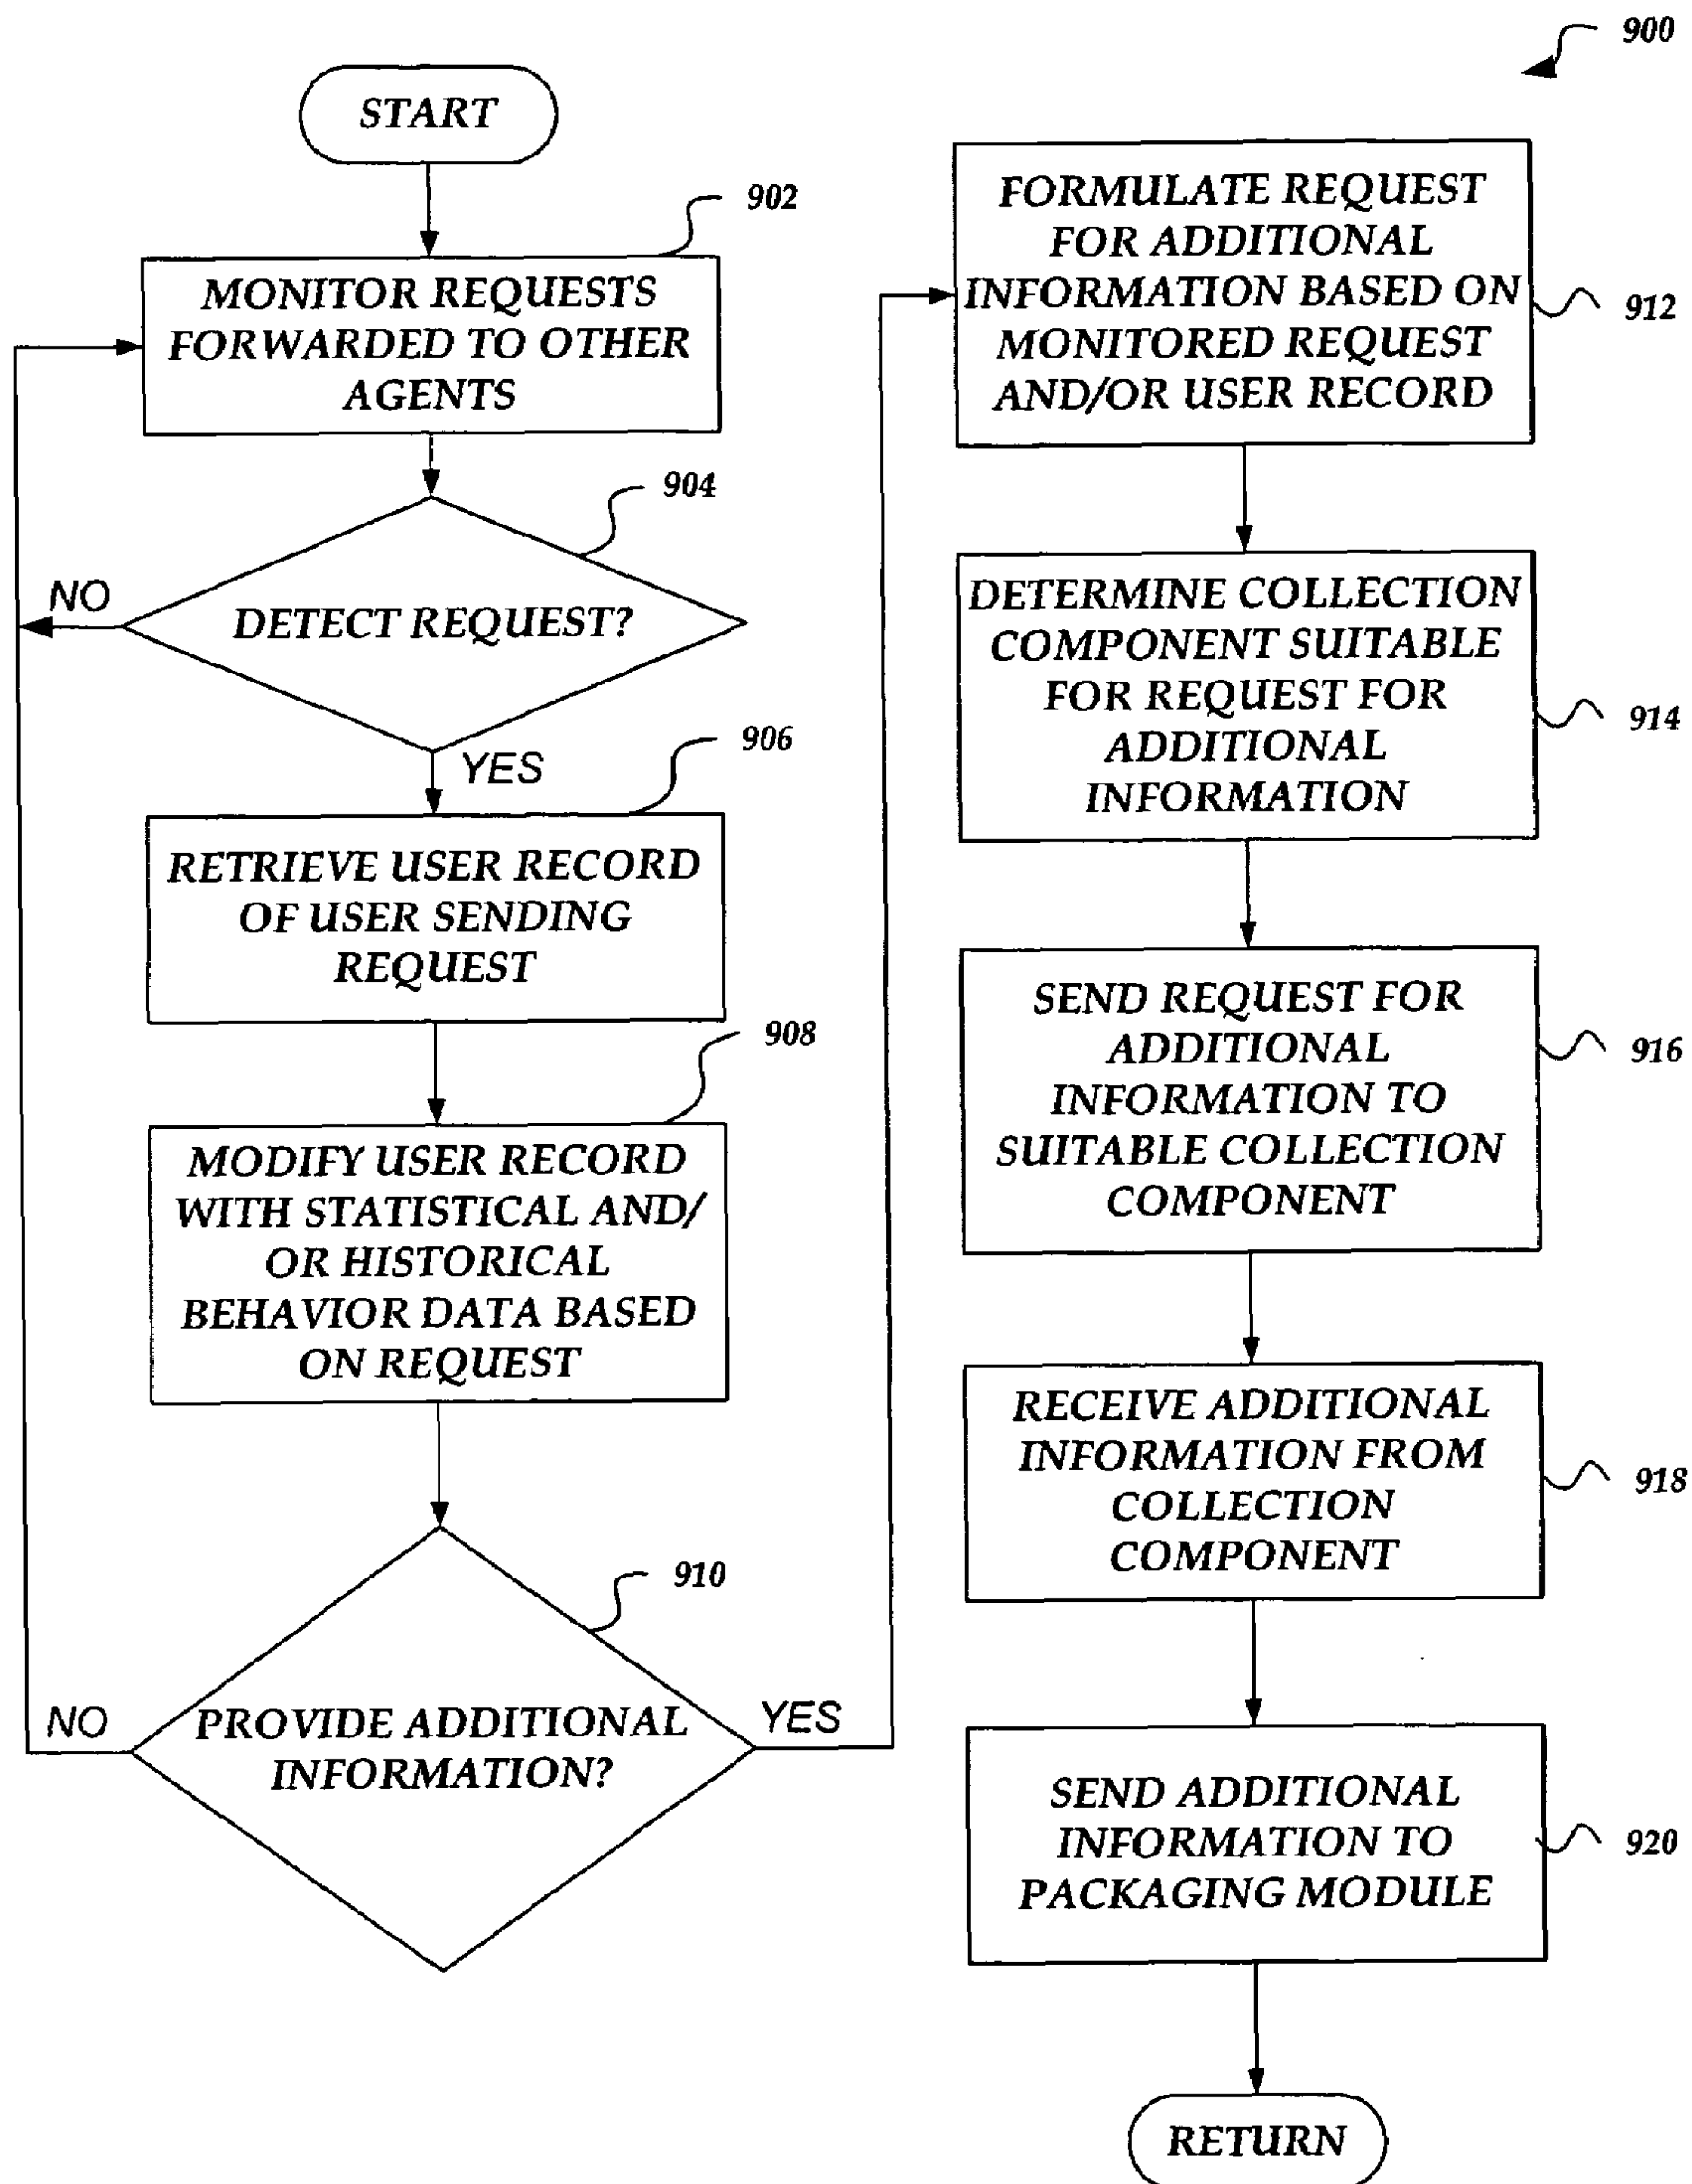 900
START
902
MONITOR REQUESTS
FORWARDED TO OTHER
AGENTS
904
NO
DETECT REQUEST?
YES
906
RETRIEVE USER RECORD
OF USER SENDING
REQUEST
908
MODIFY USER RECORD
WITH STATISTICAL AND/
OR HISTORICAL
BEHAVIOR DATA BASED
ON REQUEST
910
NO
PROVIDE ADDITIONAL
INFORMATION?
YES
FORMULATE REQUEST
FOR ADDITIONAL
INFORMATION BASED ON
MONITORED REQUEST
AND/OR USER RECORD
912
DETERMINE COLLECTION
COMPONENT SUITABLE
FOR REQUEST FOR
ADDITIONAL
INFORMATION
914
SEND REQUEST FOR
ADDITIONAL
INFORMATION TO
SUITABLE COLLECTION
COMPONENT
916
RECEIVE ADDITIONAL
INFORMATION FROM
COLLECTION
COMPONENT
918
SEND ADDITIONAL
INFORMATION TO
PACKAGING MODULE
920
RETURN